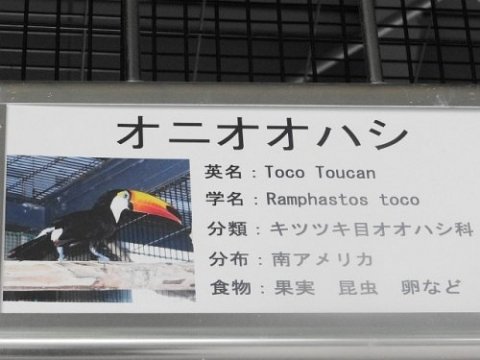 オニオオハシ
英名：Toco Toucan
学名：Ramphastos toco
分類：キツツキ目オオハシ科
分布：南アメリカ
食物：果実　昆虫　卵など